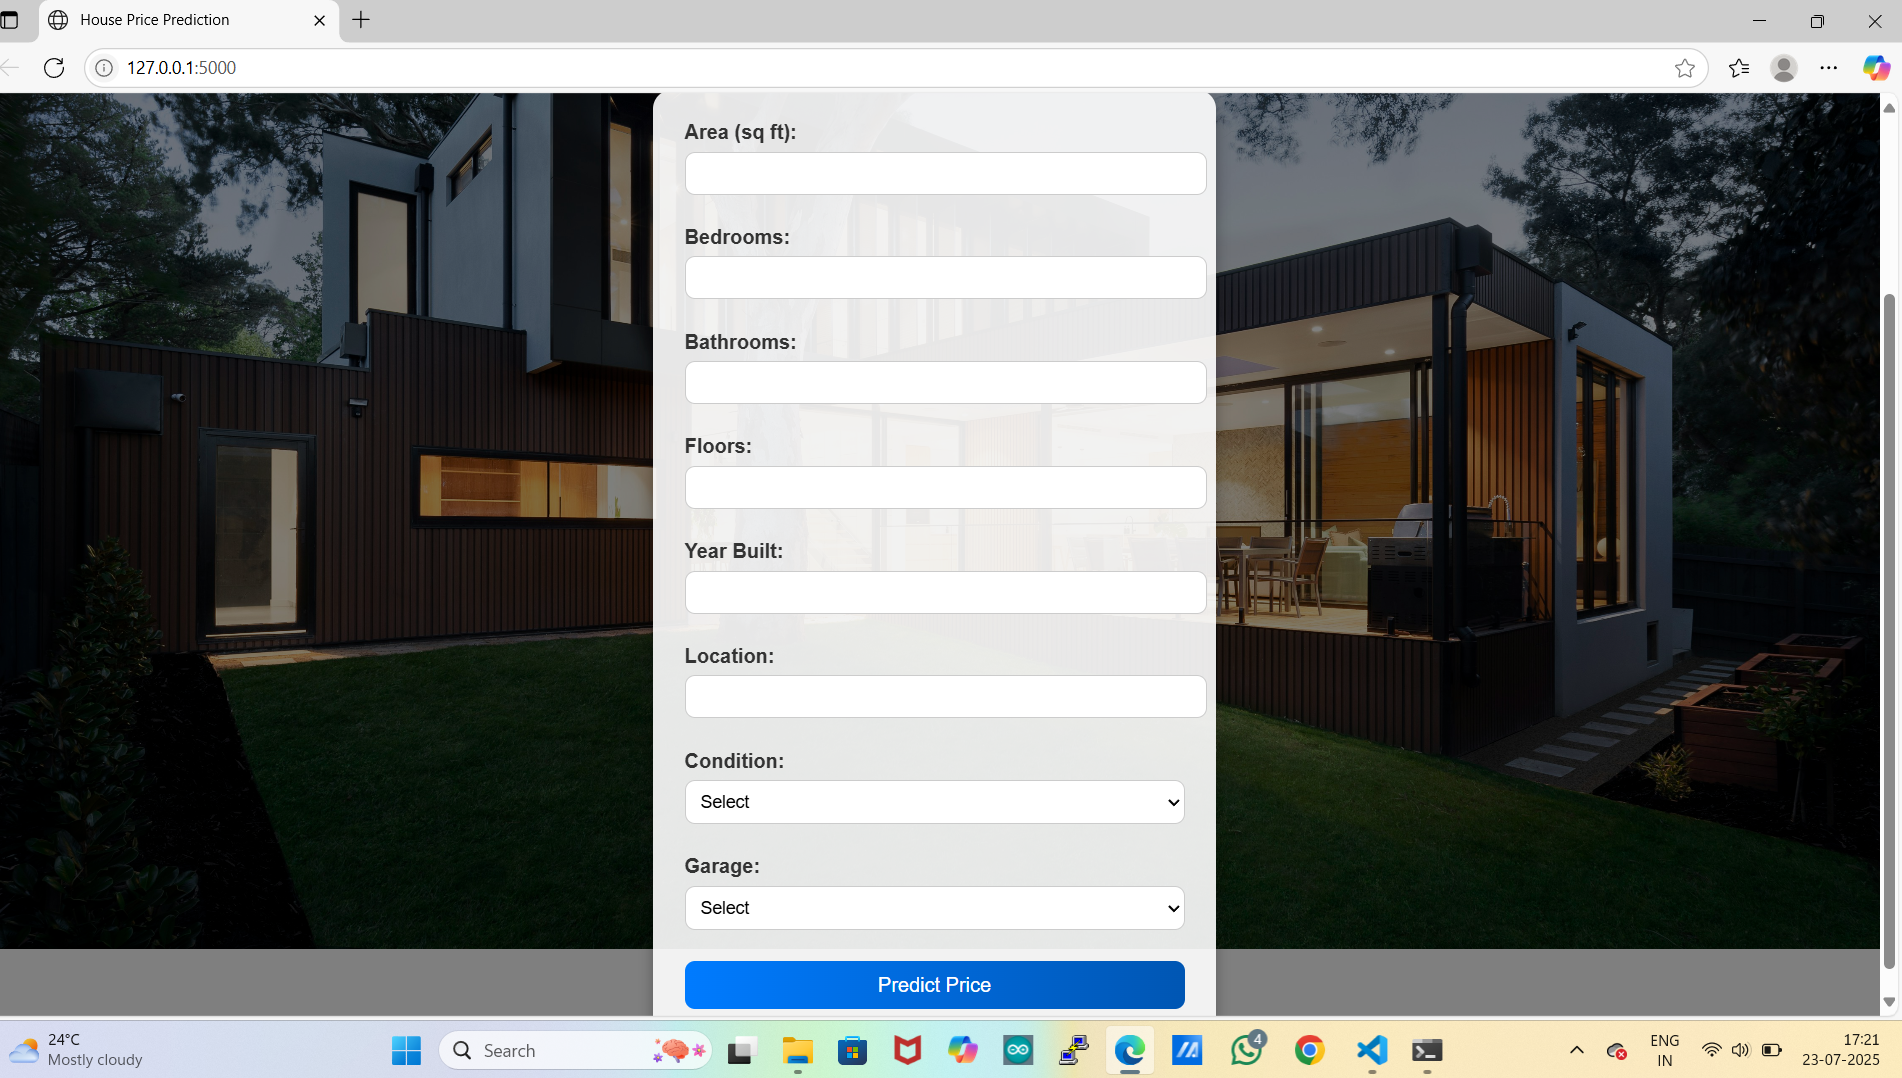 House Price Prediction
127.0.0.1:5000
Area (sq ft):
Bedrooms:
Bathrooms:
Floors:
Year Built:
Location:
Condition:
Select
Garage:
Select
Predict Price
24°C
Mostly cloudy
Search
4
ENG
IN
17:21
23-07-2025